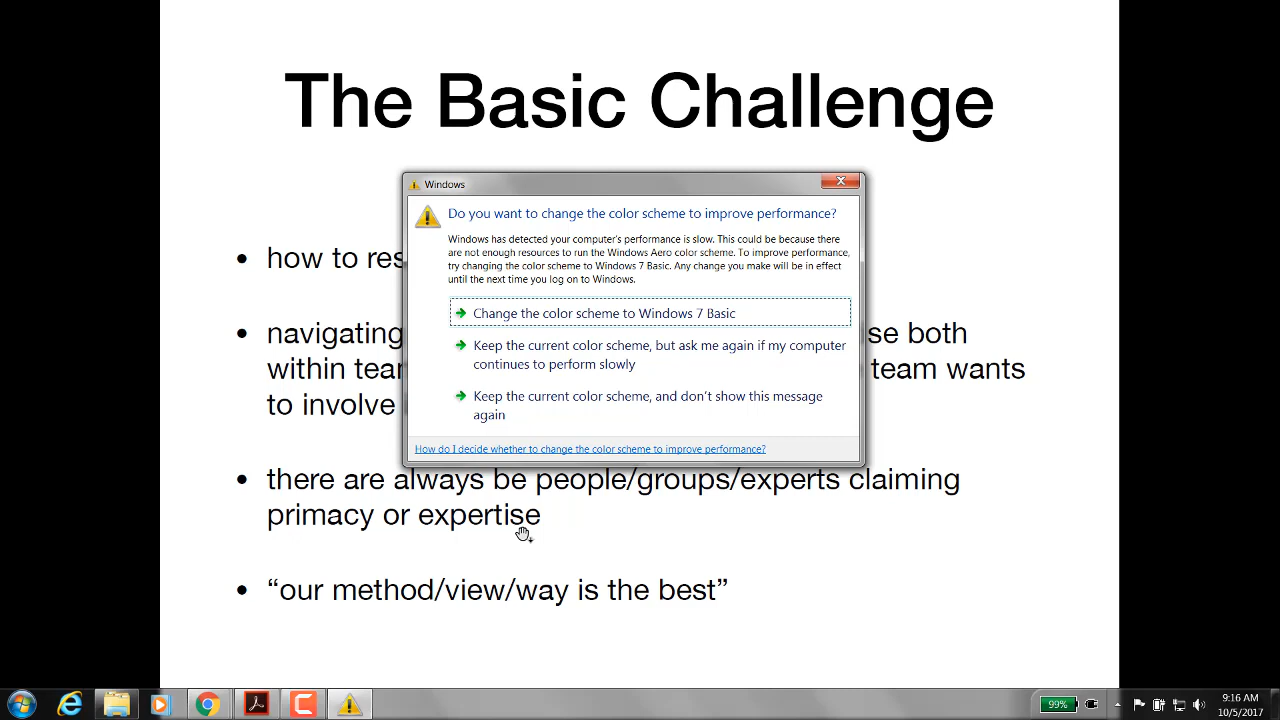 The Basic Challenge
Windows
Do you want to change the color scheme to improve performance?
Windows has detected your computer's performance is slow. This could be because there
are not enough resources to run the Windows Aero color scheme. To improve performance,
try changing the color scheme to Windows 7 Basic. Any change you make will be in effect
until the next time you log on to Windows.
Change the color scheme to Windows 7 Basic
Keep the current color scheme, but ask me again if my computer
continues to perform slowly
Keep the current color scheme, and don't show this message
again
How do I decide whether to change the color scheme to improve performance?
• how to res
• navigating se both
within tea team wants
to involve
• there are always be people/groups/experts claiming
primacy or expertise
• “our method/view/way is the best”
99%
9:16 AM
10/5/2017